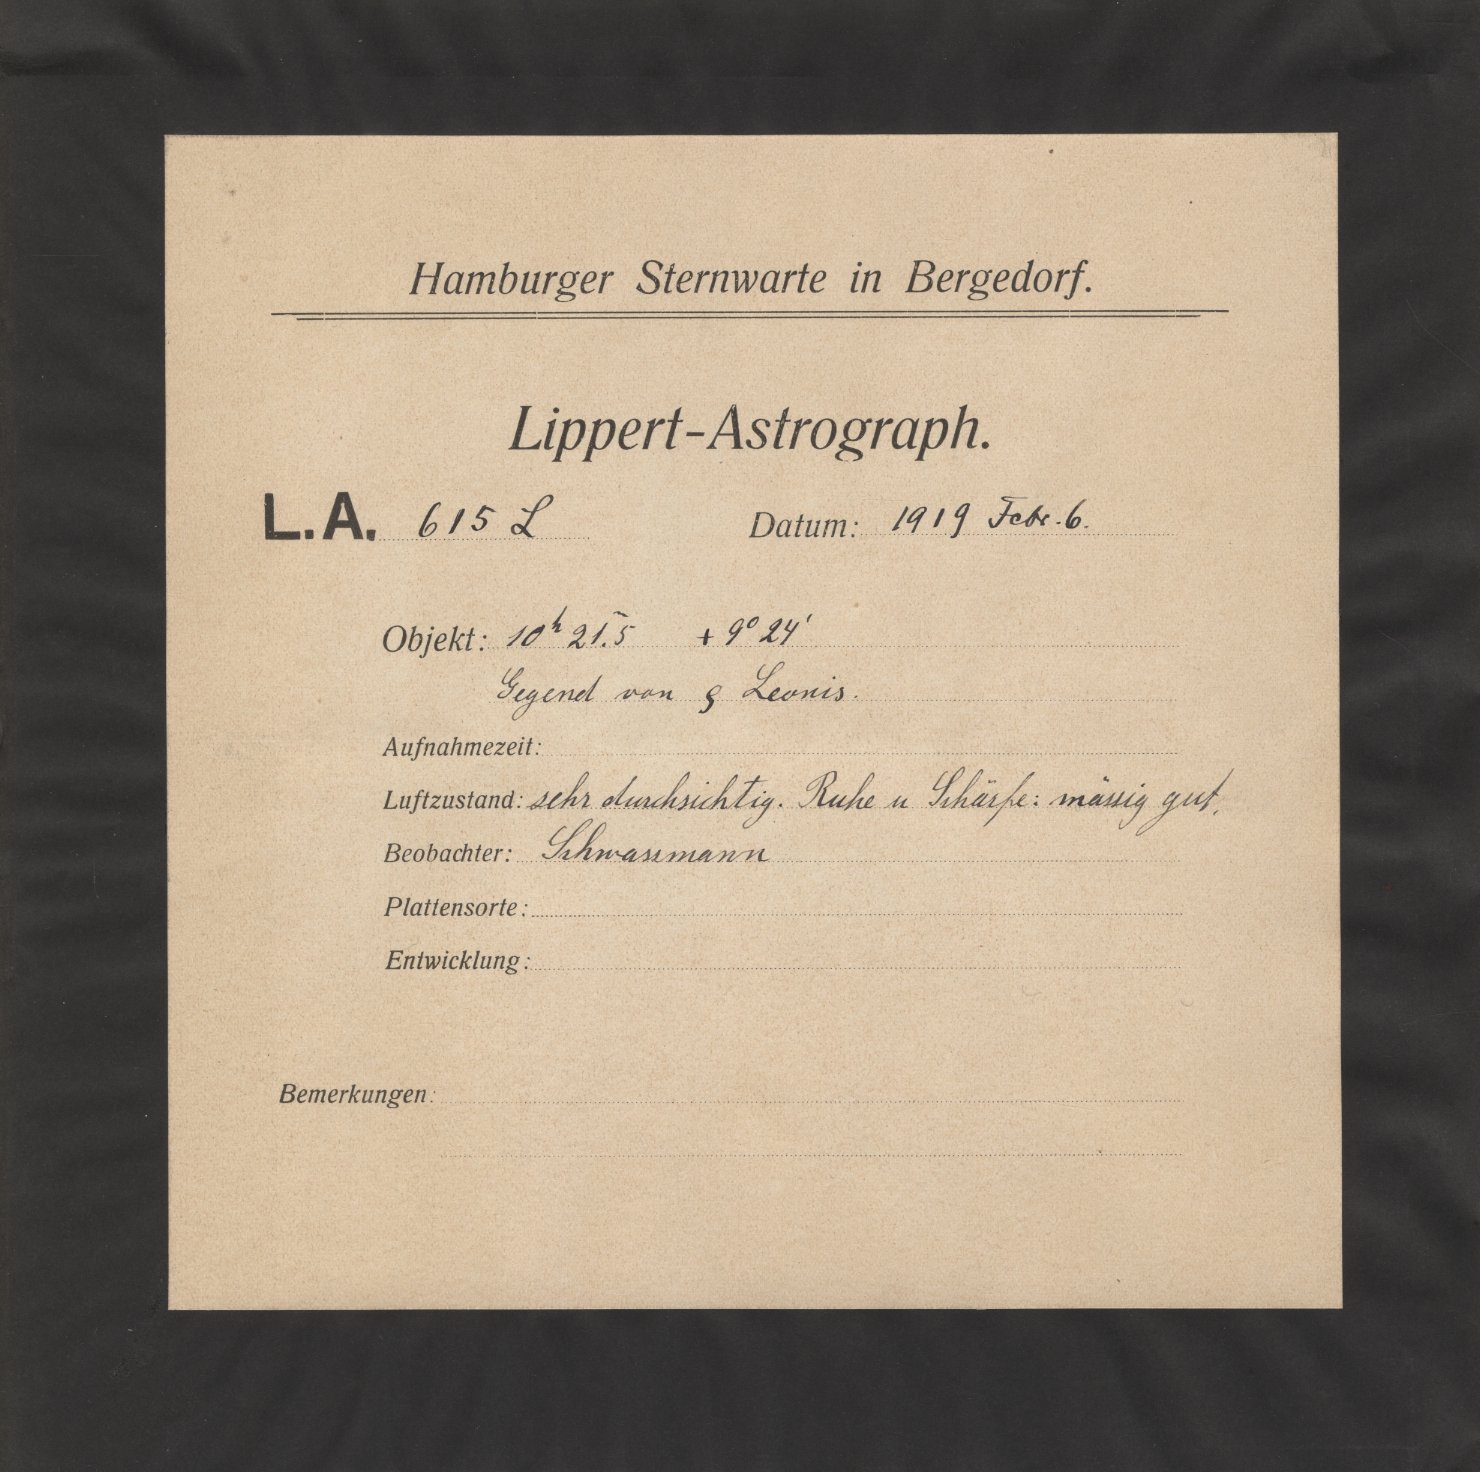 Hamburger Sternwarte in Bergedorf.
Lippert-Astrograph.
L.A. 615 L Datum: 1919 Febr. 6.
Objekt: 10h 21.m5 + 9° 24'
Gegend von ρ Leonis.
Aufnahmezeit:
Luftzustand: sehr durchsichtig. Ruhe u Schärfe: mässig gut.
Beobachter: Schwassmann
Plattensorte:
Entwicklung:
Bemerkungen: